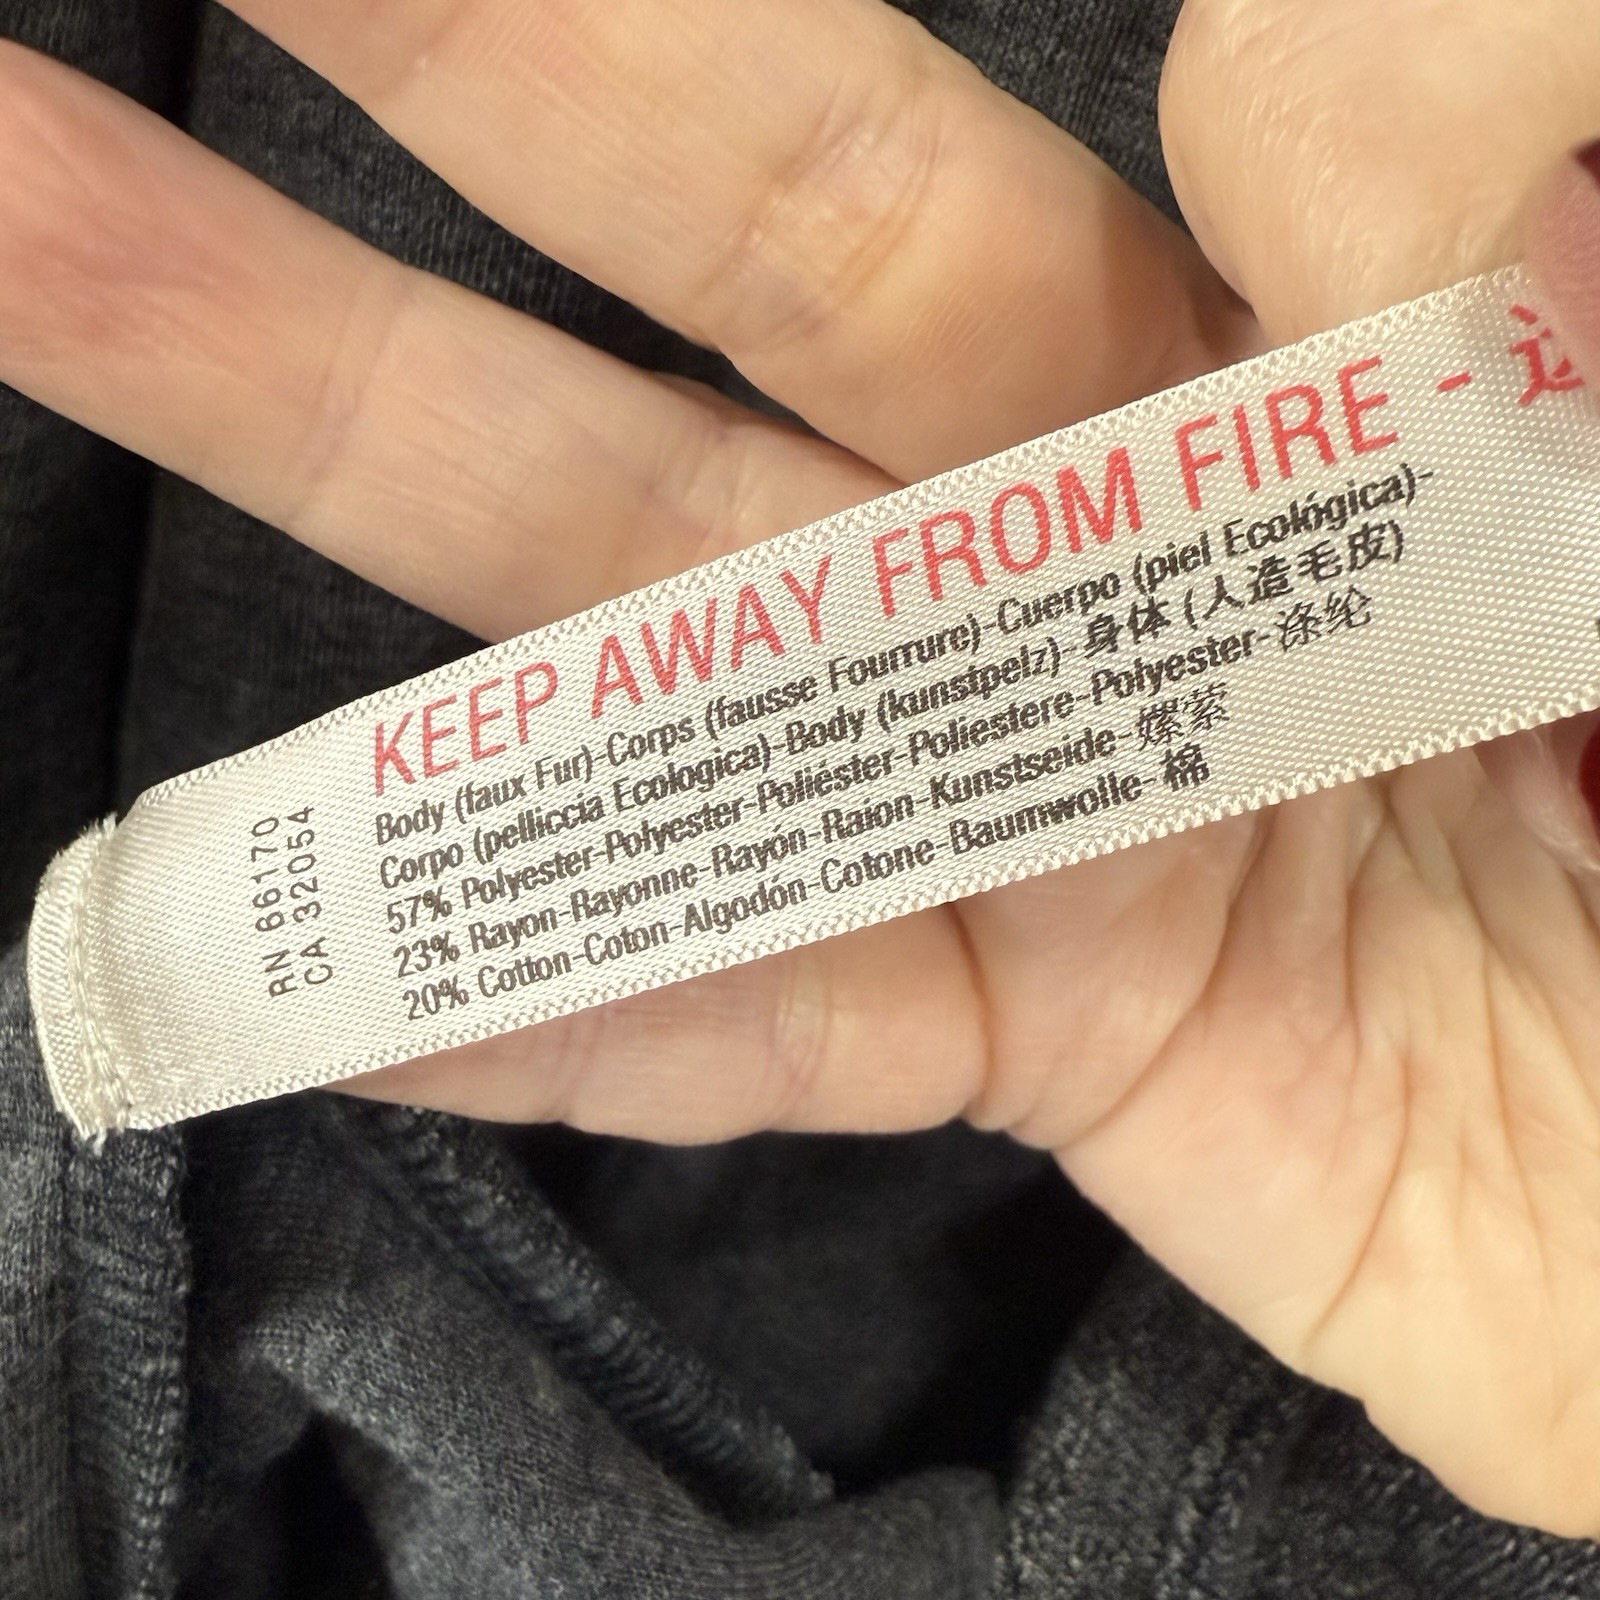 KEEP AWAY FROM FIRE -
Body (faux Fur)-Corps (fausse Fourrure)-Cuerpo (piel Ecológica)-
Corpo (pelliccia Ecologica)-Body (kunstpelz)-身体 (人造毛皮)
57% Polyester-Polyester-Poliéster-Poliestere-Polyester-涤纶
23% Rayon-Rayonne-Rayón-Raion-Kunstseide-嫘萦
20% Cotton-Coton-Algodón-Cotone-Baumwolle-棉
RN 66170
CA 32054